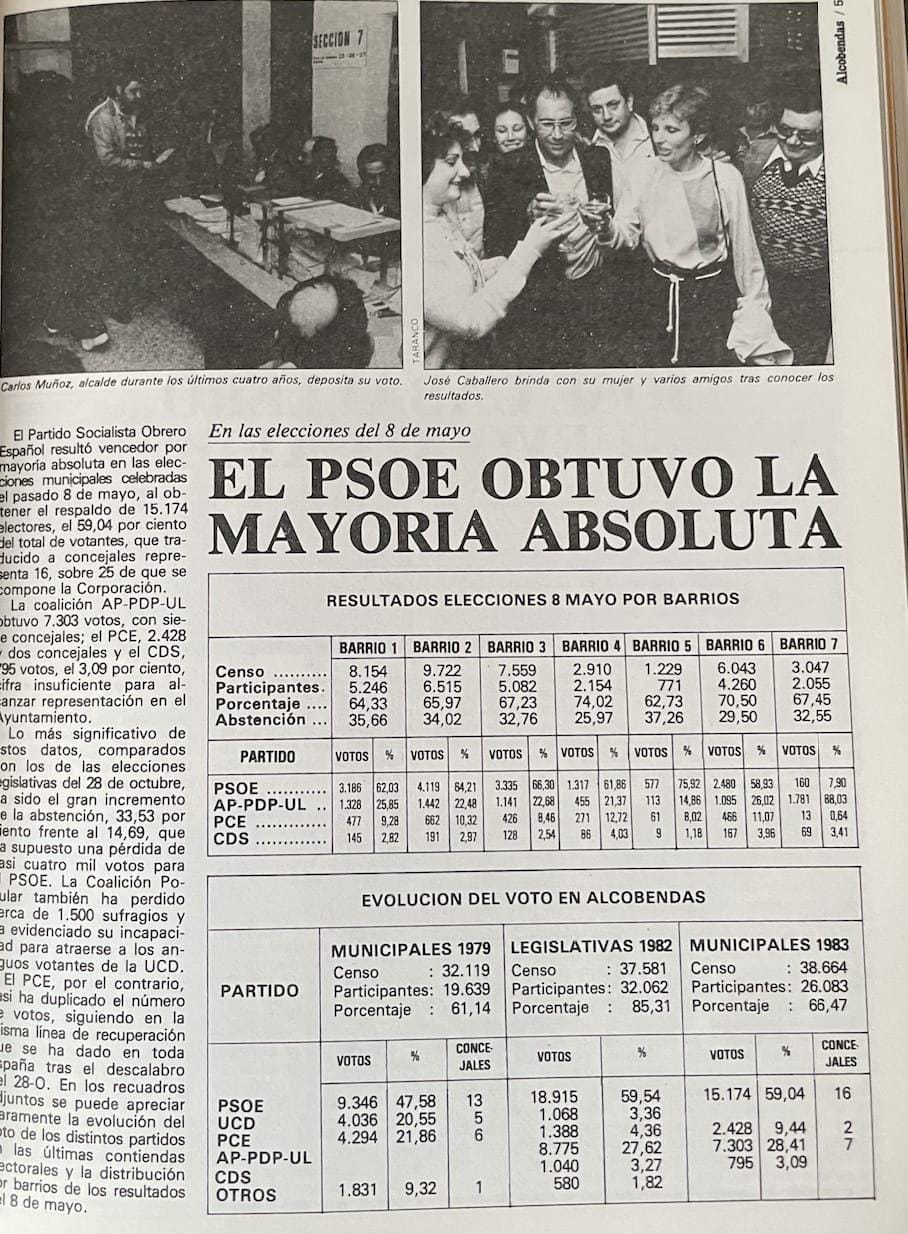 SECCION 7
Alcobendas / 5
TARANCO
Carlos Muñoz, alcalde durante los últimos cuatro años, deposita su voto.
José Caballero brinda con su mujer y varios amigos tras conocer los
resultados.
El Partido Socialista Obrero
Español resultó vencedor por
mayoría absoluta en las elec-
ciones municipales celebradas
el pasado 8 de mayo, al ob-
tener el respaldo de 15.174
electores, el 59,04 por ciento
del total de votantes, que tra-
ducido a concejales repre-
senta 16, sobre 25 de que se
compone la Corporación.
La coalición AP-PDP-UL
obtuvo 7.303 votos, con sie-
e concejales; el PCE, 2.428
y dos concejales y el CDS,
795 votos, el 3,09 por ciento,
cifra insuficiente para al-
canzar representación en el
Ayuntamiento.
Lo más significativo de
stos datos, comparados
on los de las elecciones
egislativas del 28 de octubre,
a sido el gran incremento
e la abstención, 33,53 por
iento frente al 14,69, que
a supuesto una pérdida de
asi cuatro mil votos para
l PSOE. La Coalición Po-
ular también ha perdido
erca de 1.500 sufragios y
a evidenciado su incapaci-
ad para atraerse a los an-
guos votantes de la UCD.
El PCE, por el contrario,
asi ha duplicado el número
e votos, siguiendo en la
isma línea de recuperación
ue se ha dado en toda
spaña tras el descalabro
el 28-O. En los recuadros
djuntos se puede apreciar
aramente la evolución del
oto de los distintos partidos
n las últimas contiendas
ectorales y la distribución
or barrios de los resultados
el 8 de mayo.
En las elecciones del 8 de mayo
EL PSOE OBTUVO LA
MAYORIA ABSOLUTA
RESULTADOS ELECCIONES 8 MAYO POR BARRIOS
BARRIO 1 BARRIO 2 BARRIO 3 BARRIO 4 BARRIO 5 BARRIO 6 BARRIO 7
Censo .......... 8.154 9.722 7.559 2.910 1.229 6.043 3.047
Participantes. 5.246 6.515 5.082 2.154 771 4.260 2.055
Porcentaje .... 64,33 65,97 67,23 74,02 62,73 70,50 67,45
Abstención ... 35,66 34,02 32,76 25,97 37,26 29,50 32,55
PARTIDO VOTOS % VOTOS % VOTOS % VOTOS % VOTOS % VOTOS % VOTOS %
PSOE ........... 3.186 62,03 4.119 64,21 3.335 66,30 1.317 61,86 577 75,92 2.480 58,93 160 7,90
AP-PDP-UL .. 1.328 25,85 1.442 22,48 1.141 22,68 455 21,37 113 14,86 1.095 26,02 1.781 88,03
PCE ............ 477 9,28 662 10,32 426 8,46 271 12,72 61 8,02 466 11,07 13 0,64
CDS ............ 145 2,82 191 2,97 128 2,54 86 4,03 9 1,18 167 3,96 69 3,41
EVOLUCION DEL VOTO EN ALCOBENDAS
PARTIDO
MUNICIPALES 1979 LEGISLATIVAS 1982 MUNICIPALES 1983
Censo : 32.119 Censo : 37.581 Censo : 38.664
Participantes: 19.639 Participantes: 32.062 Participantes: 26.083
Porcentaje : 61,14 Porcentaje : 85,31 Porcentaje : 66,47
VOTOS % CONCE-JALES VOTOS % VOTOS % CONCE-JALES
PSOE 9.346 47,58 13 18.915 59,54 15.174 59,04 16
UCD 4.036 20,55 5 1.068 3,36
PCE 4.294 21,86 6 1.388 4,36 2.428 9,44 2
AP-PDP-UL 8.775 27,62 7.303 28,41 7
CDS 1.040 3,27 795 3,09
OTROS 1.831 9,32 1 580 1,82